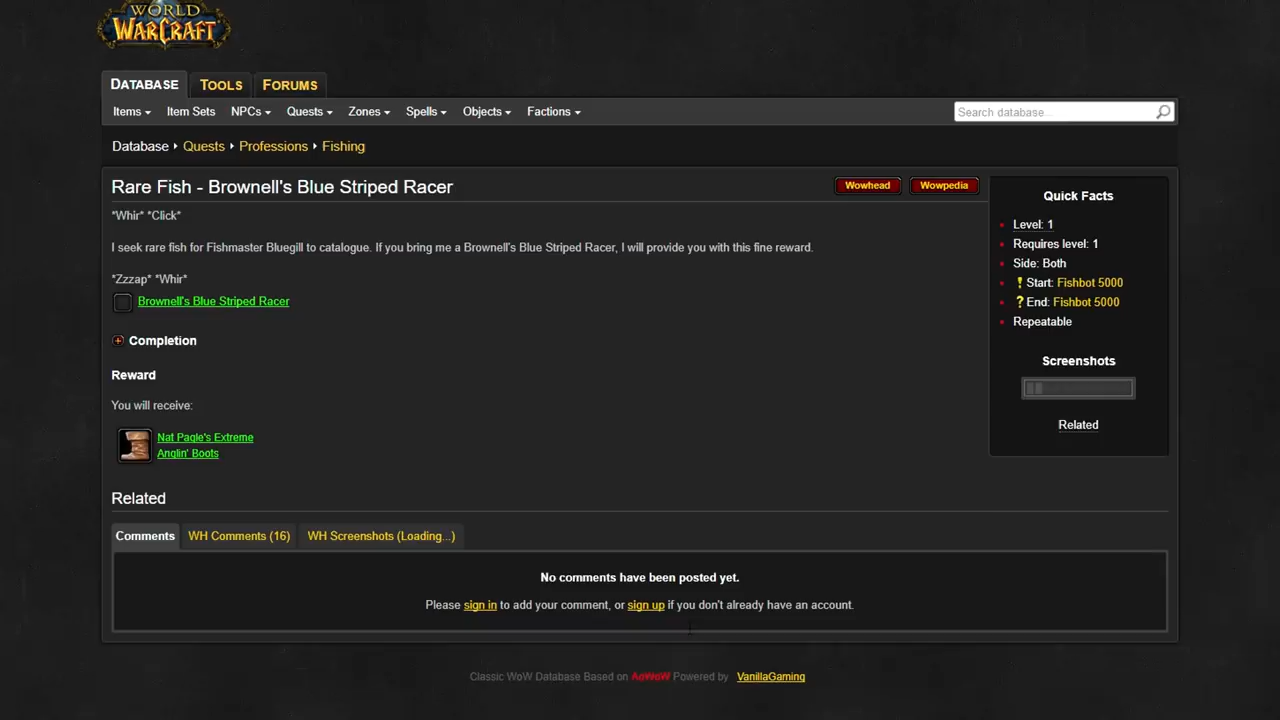 WORLD
WARCRAFT
Database Tools Forums
Items Item Sets NPCs Quests Zones Spells Objects Factions Search database...
Database Quests Professions Fishing
Rare Fish - Brownell's Blue Striped Racer
Wowhead Wowpedia
*Whir* *Click*
I seek rare fish for Fishmaster Bluegill to catalogue. If you bring me a Brownell's Blue Striped Racer, I will provide you with this fine reward.
*Zzzap* *Whir*
Brownell's Blue Striped Racer
Completion
Reward
You will receive:
Nat Pagle's Extreme
Anglin' Boots
Quick Facts
Level: 1
Requires level: 1
Side: Both
! Start: Fishbot 5000
? End: Fishbot 5000
Repeatable
Screenshots
Related
Related
Comments WH Comments (16) WH Screenshots (Loading...)
No comments have been posted yet.
Please sign in to add your comment, or sign up if you don't already have an account.
Classic WoW Database Based on AoWoW Powered by VanillaGaming